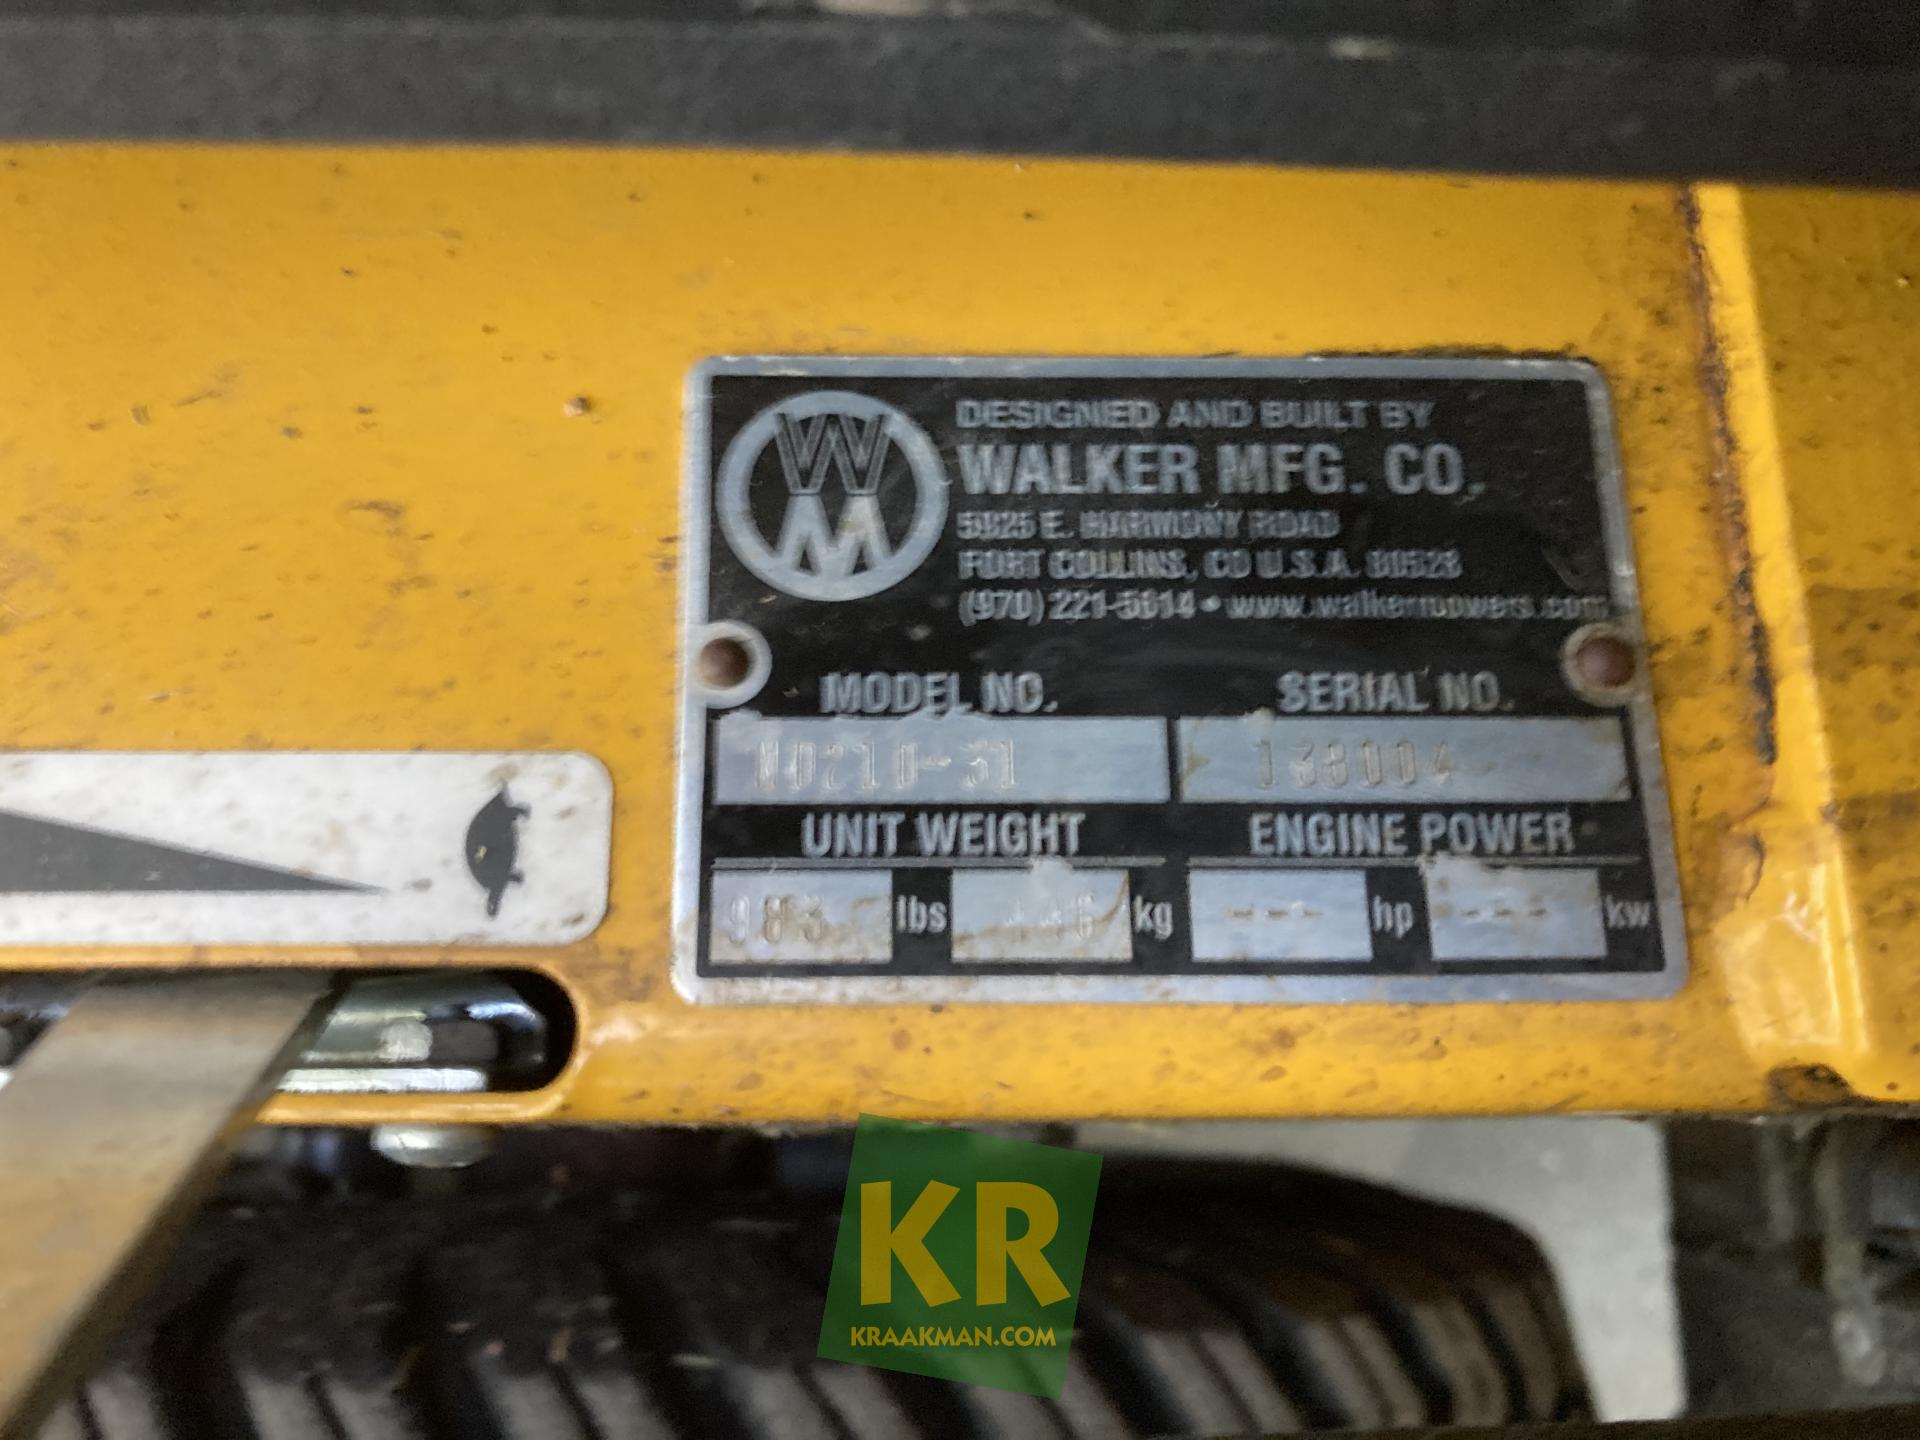 DESIGNED AND BUILT BY
WALKER MFG. CO.
5925 E. HARMONY ROAD
FORT COLLINS, CO U.S.A. 80528
(970) 221-5614 • www.walkermowers.com
MODEL NO. SERIAL NO.
MD21D-31 138004
UNIT WEIGHT ENGINE POWER
983 lbs 446 kg --- hp --- kw
KR
KRAAKMAN.COM